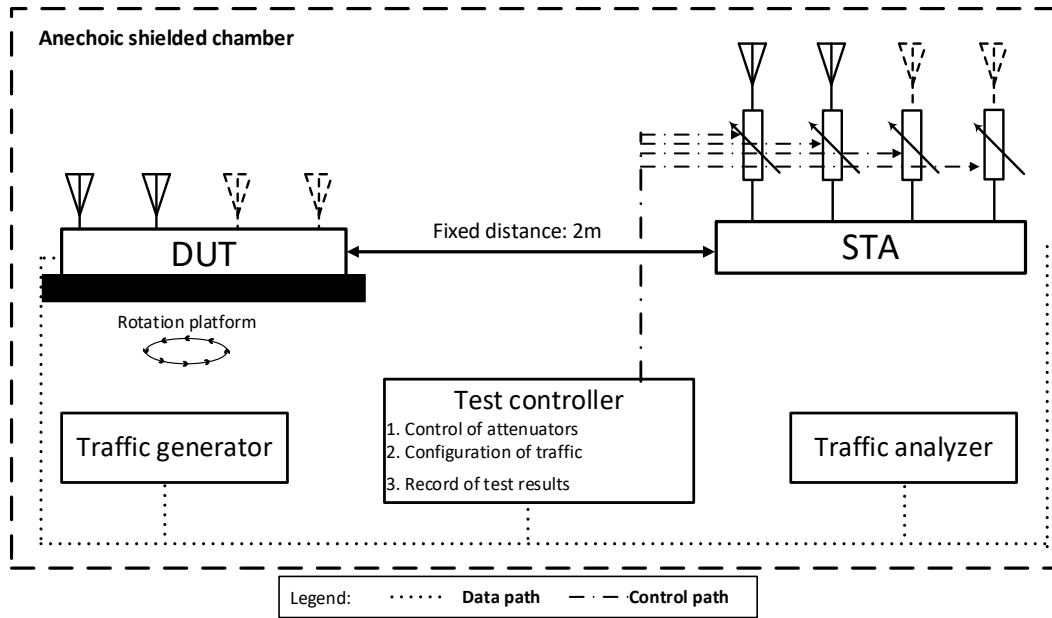 Anechoic shielded chamber
DUT
Fixed distance: 2m
STA
Rotation platform
Traffic generator
Test controller
1. Control of attenuators
2. Configuration of traffic
3. Record of test results
Traffic analyzer
Legend: Data path Control path